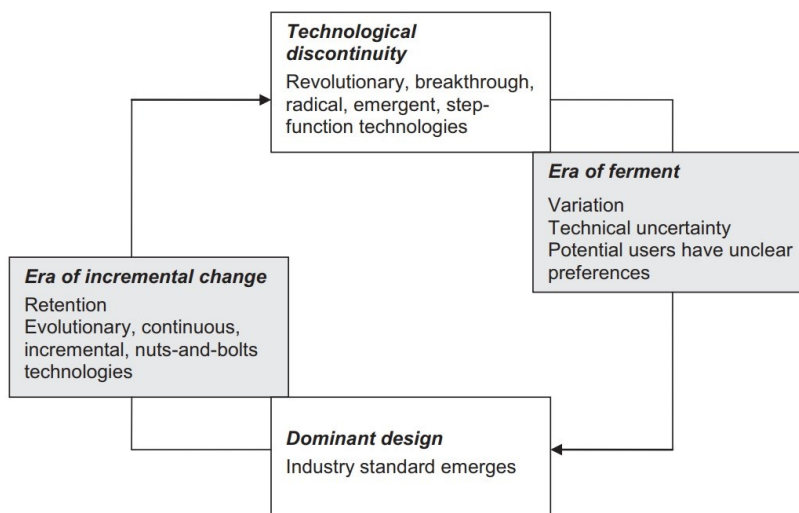 Technological
discontinuity
Revolutionary, breakthrough,
radical, emergent, step-
function technologies
Era of ferment
Variation
Technical uncertainty
Potential users have unclear
preferences
Era of incremental change
Retention
Evolutionary, continuous,
incremental, nuts-and-bolts
technologies
Dominant design
Industry standard emerges